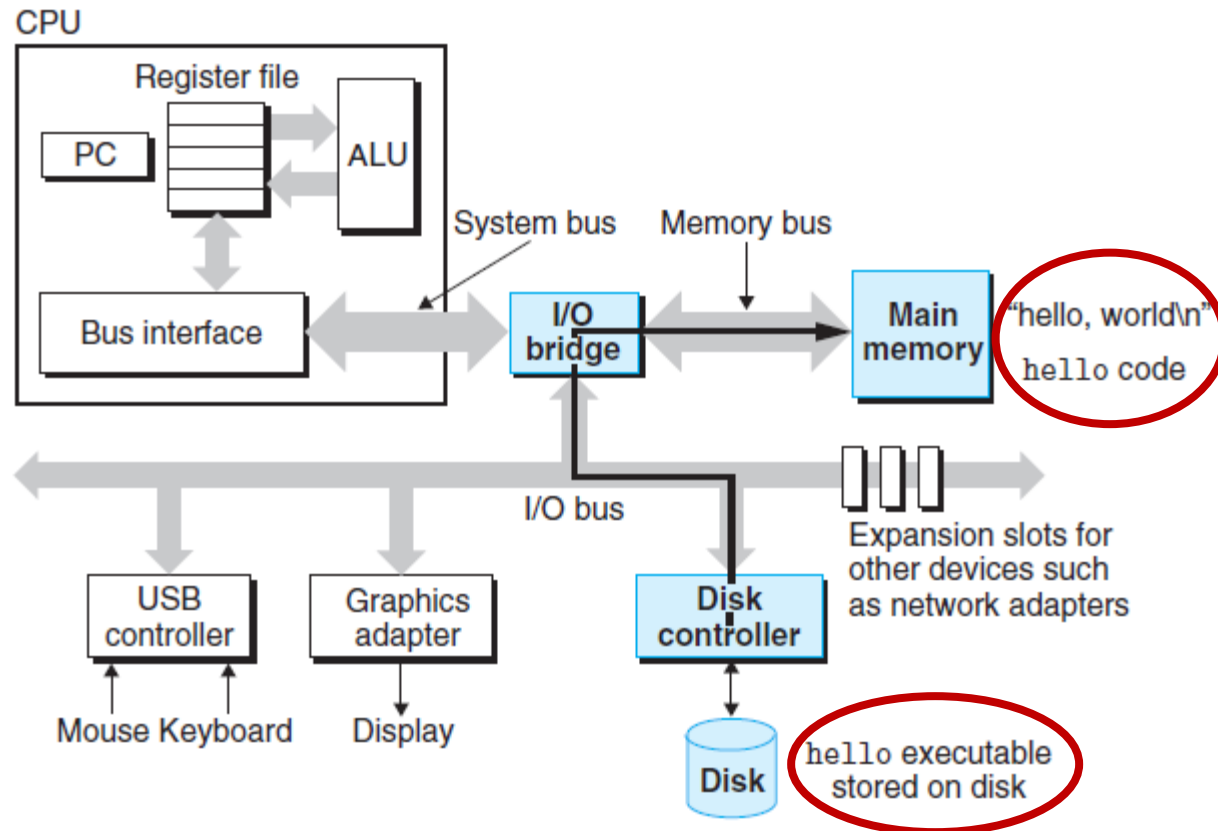 CPU
Register file
PC
ALU
System bus
Memory bus
Bus interface
I/O
bridge
Main
memory
“hello, world\n”
hello code
I/O bus
Expansion slots for
other devices such
as network adapters
USB
controller
Graphics
adapter
Disk
controller
Mouse Keyboard
Display
Disk
hello executable
stored on disk